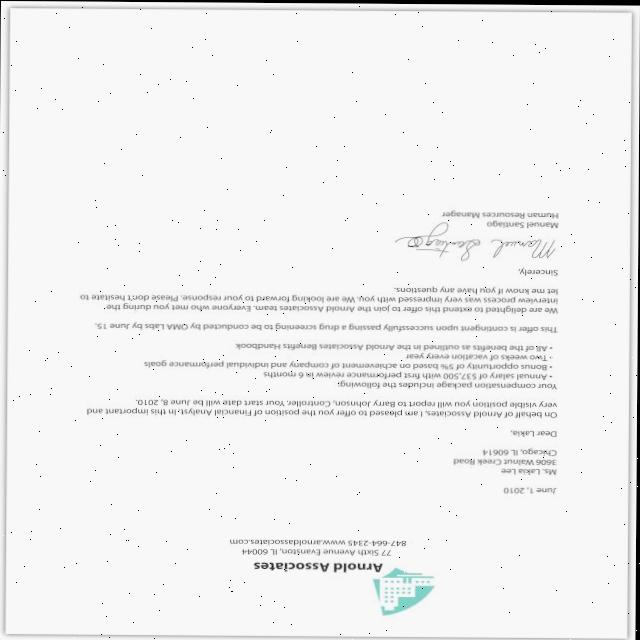 Arnold Associates
77 Sixth Avenue Evanston, IL 60044
847-664-2345 www.arnoldassociates.com
June 1, 2010
Ms. Lakia Lee
3606 Walnut Creek Road
Chicago, IL 60614
Dear Lakia,
On behalf of Arnold Associates, I am pleased to offer you the position of Financial Analyst. In this important and
very visible position you will report to Barry Johnson, Controller. Your start date will be June 8, 2010.
Your compensation package includes the following:
• Annual salary of $37,500 with first performance review in 6 months
• Bonus opportunity of 5% based on achievement of company and individual performance goals
• Two weeks of vacation every year
• All of the benefits as outlined in the Arnold Associates Benefits Handbook
This offer is contingent upon successfully passing a drug screening to be conducted by QMA Labs by June 15.
We are delighted to extend this offer to join the Arnold Associates team. Everyone who met you during the
interview process was very impressed with you. We are looking forward to your response. Please don't hesitate to
let me know if you have any questions.
Sincerely,
Manuel Santiago
Manuel Santiago
Human Resources Manager